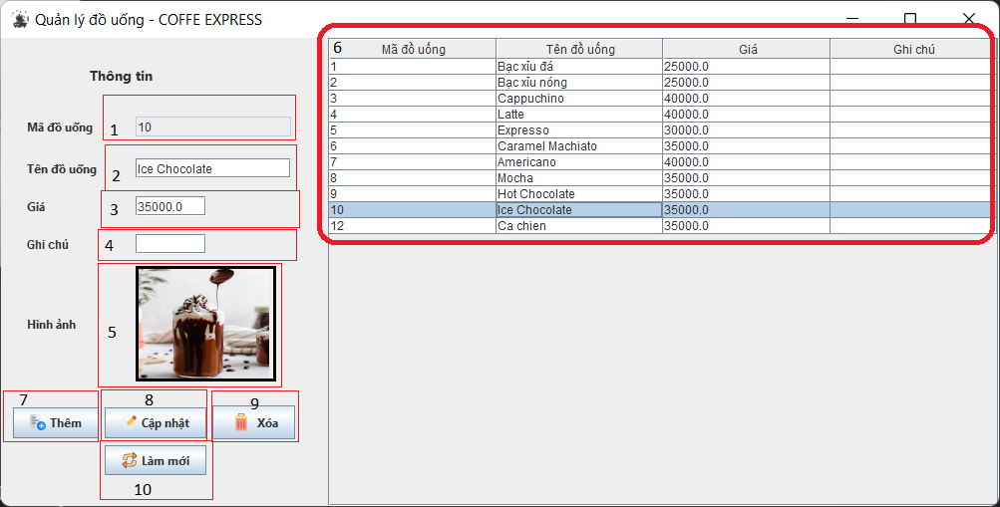 Quản lý đồ uống - COFFE EXPRESS
Thông tin
Mã đồ uống 1 10
Tên đồ uống 2 Ice Chocolate
Giá 3 35000.0
Ghi chú 4
Hình ảnh 5
7 Thêm
8 Cập nhật
9 Xóa
Làm mới
10
6 Mã đồ uống Tên đồ uống Giá Ghi chú
1 Bạc xỉu đá 25000.0
2 Bạc xỉu nóng 25000.0
3 Cappuchino 40000.0
4 Latte 40000.0
5 Expresso 30000.0
6 Caramel Machiato 35000.0
7 Americano 40000.0
8 Mocha 35000.0
9 Hot Chocolate 35000.0
10 Ice Chocolate 35000.0
12 Ca chien 35000.0